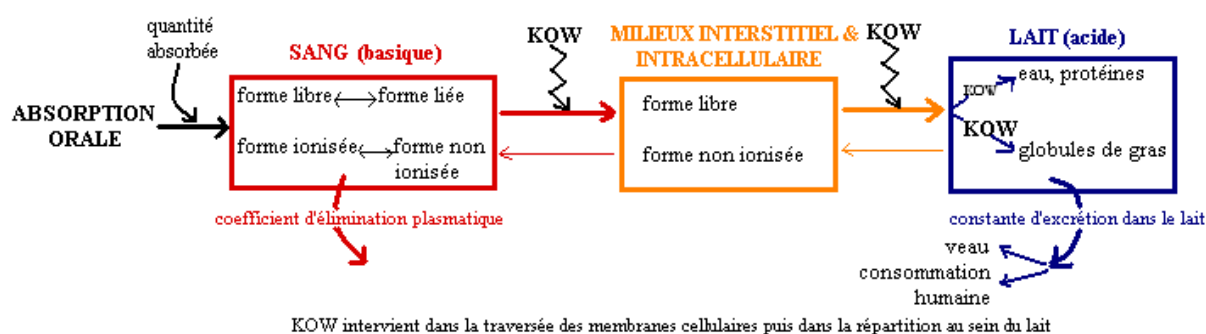 quantité
absorbée
ABSORPTION
ORALE
SANG (basique)
forme libre
forme liée
forme ionisée
forme non
ionisée
coefficient d'élimination plasmatique
KOW
MILIEUX INTERSTITIEL &
INTRACELLULAIRE
forme libre
forme non ionisée
KOW
LAIT (acide)
KOW
eau, protéines
KOW
globules de gras
constante d'excrétion dans le lait
veau
consommation
humaine
KOW intervient dans la traversée des membranes cellulaires puis dans la répartition au sein du lait